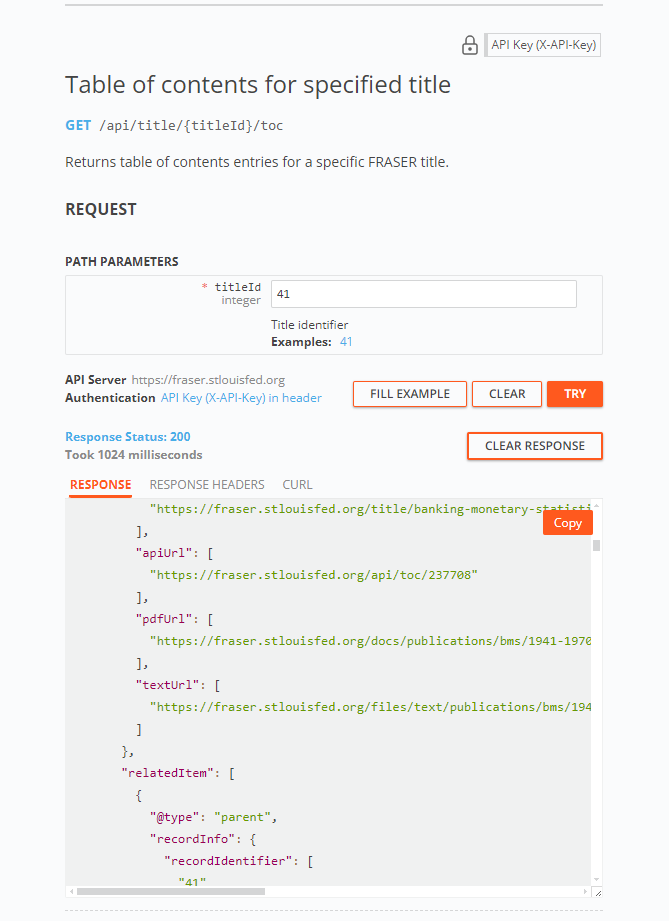 API Key (X-API-Key)
Table of contents for specified title
GET /api/title/{titleId}/toc
Returns table of contents entries for a specific FRASER title.
REQUEST
PATH PARAMETERS
* titleId
integer
41
Title identifier
Examples: 41
API Server https://fraser.stlouisfed.org
Authentication API Key (X-API-Key) in header
FILL EXAMPLE
CLEAR
TRY
Response Status: 200
Took 1024 milliseconds
CLEAR RESPONSE
RESPONSE RESPONSE HEADERS CURL
"https://fraser.stlouisfed.org/title/banking-monetary-statisti
Copy
],
"apiUrl": [
"https://fraser.stlouisfed.org/api/toc/237708"
],
"pdfUrl": [
"https://fraser.stlouisfed.org/docs/publications/bms/1941-1970
],
"textUrl": [
"https://fraser.stlouisfed.org/files/text/publications/bms/194
]
},
"relatedItem": [
{
"@type": "parent",
"recordInfo": {
"recordIdentifier": [
"41"